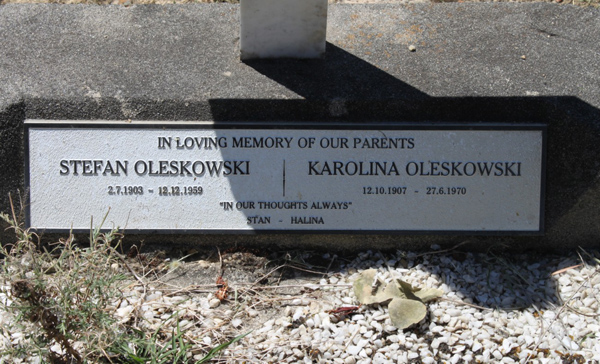 IN LOVING MEMORY OF OUR PARENTS
STEFAN OLESKOWSKI | KAROLINA OLESKOWSKI
2.7.1903 - 12.12.1959 12.10.1907 - 27.6.1970
"IN OUR THOUGHTS ALWAYS"
STAN - HALINA